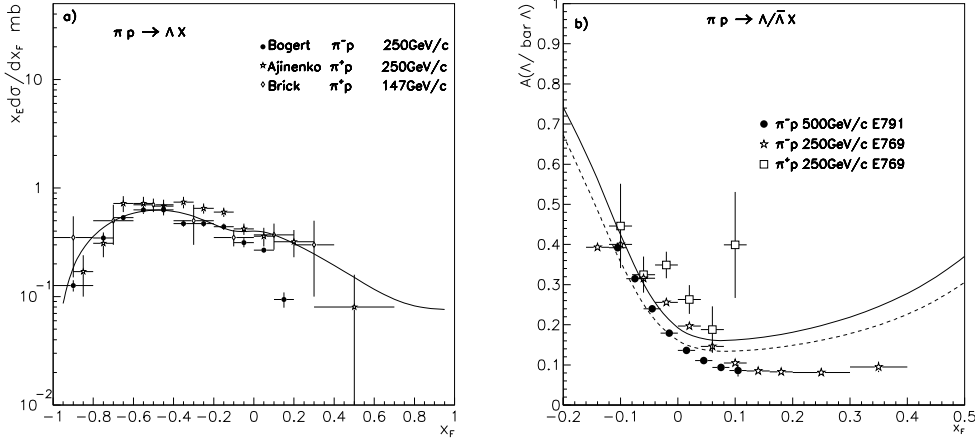 a)
π p → Λ X
Bogert π⁻p 250GeV/c
Ajinenko π⁺p 250GeV/c
Brick π⁺p 147GeV/c
x_E dσ/dx_F mb
10
1
10⁻¹
10⁻²
-1 -0.8 -0.6 -0.4 -0.2 0 0.2 0.4 0.6 0.8 1
x_F
b)
π p → Λ/Λ̄ X
π⁻p 500GeV/c E791
π⁻p 250GeV/c E769
π⁺p 250GeV/c E769
A(Λ/ bar Λ)
1
0.9
0.8
0.7
0.6
0.5
0.4
0.3
0.2
0.1
0
-0.2 -0.1 0 0.1 0.2 0.3 0.4 0.5
x_F